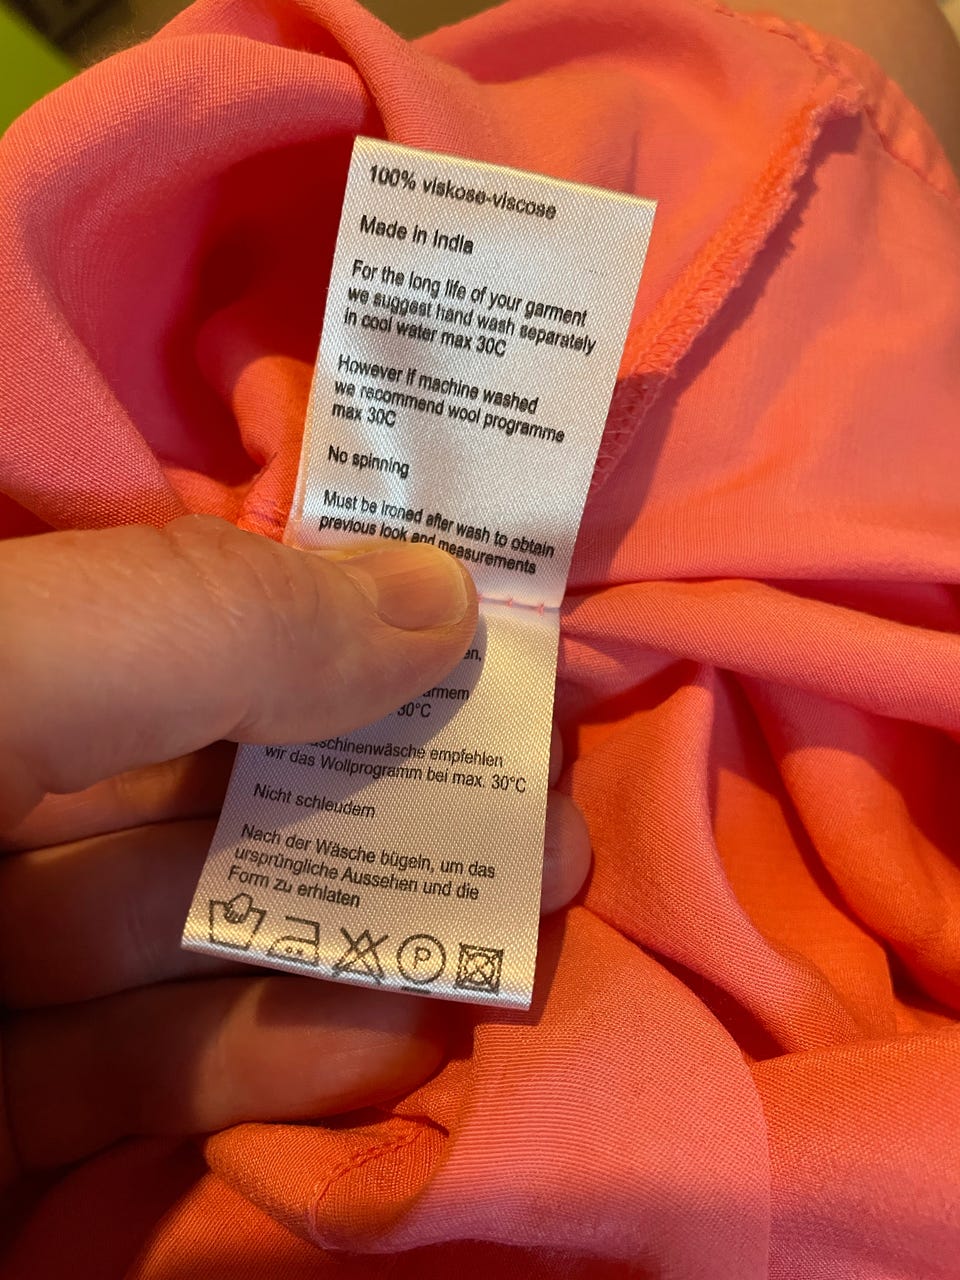 100% viskose-viscose
Made in India
For the long life of your garment
we suggest hand wash separately
in cool water max 30C
However if machine washed
we recommend wool programme
max 30C
No spinning
Must be ironed after wash to obtain
previous look and measurements
30°C
empfehlen
wir das Wollprogramm bei max. 30°C
Nicht schleudern
Nach der Wäsche bügeln, um das
ursprüngliche Aussehen und die
Form zu erhlaten
P